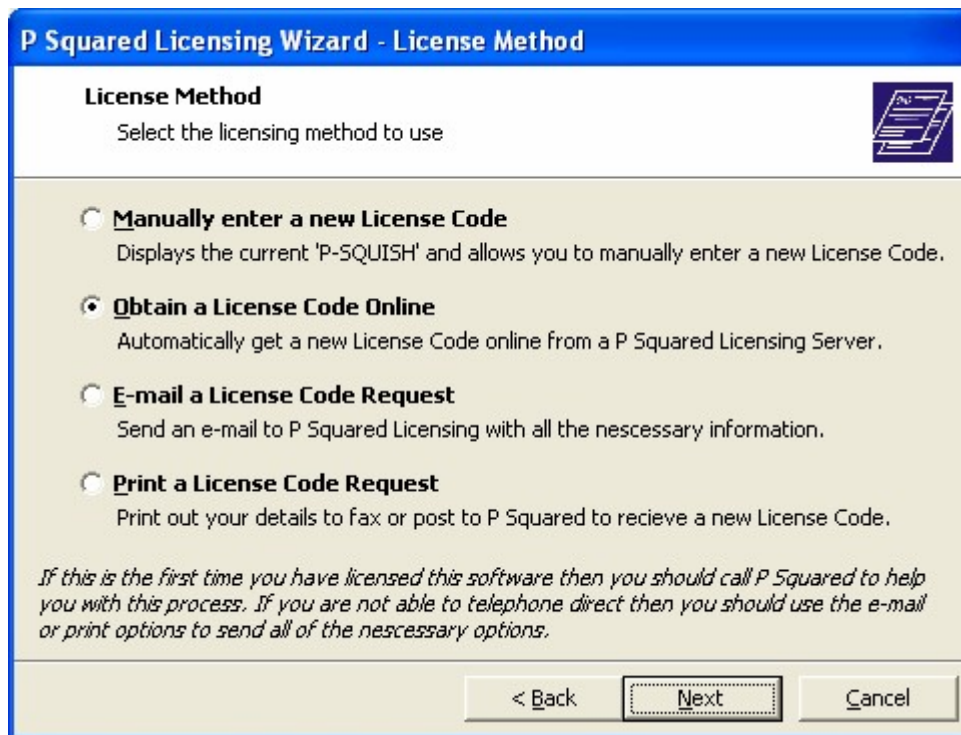 P Squared Licensing Wizard - License Method
License Method
Select the licensing method to use
Manually enter a new License Code
Displays the current 'P-SQUISH' and allows you to manually enter a new License Code.
Obtain a License Code Online
Automatically get a new License Code online from a P Squared Licensing Server.
E-mail a License Code Request
Send an e-mail to P Squared Licensing with all the nescessary information.
Print a License Code Request
Print out your details to fax or post to P Squared to recieve a new License Code.
If this is the first time you have licensed this software then you should call P Squared to help
you with this process. If you are not able to telephone direct then you should use the e-mail
or print options to send all of the nescessary options.
< Back Next Cancel